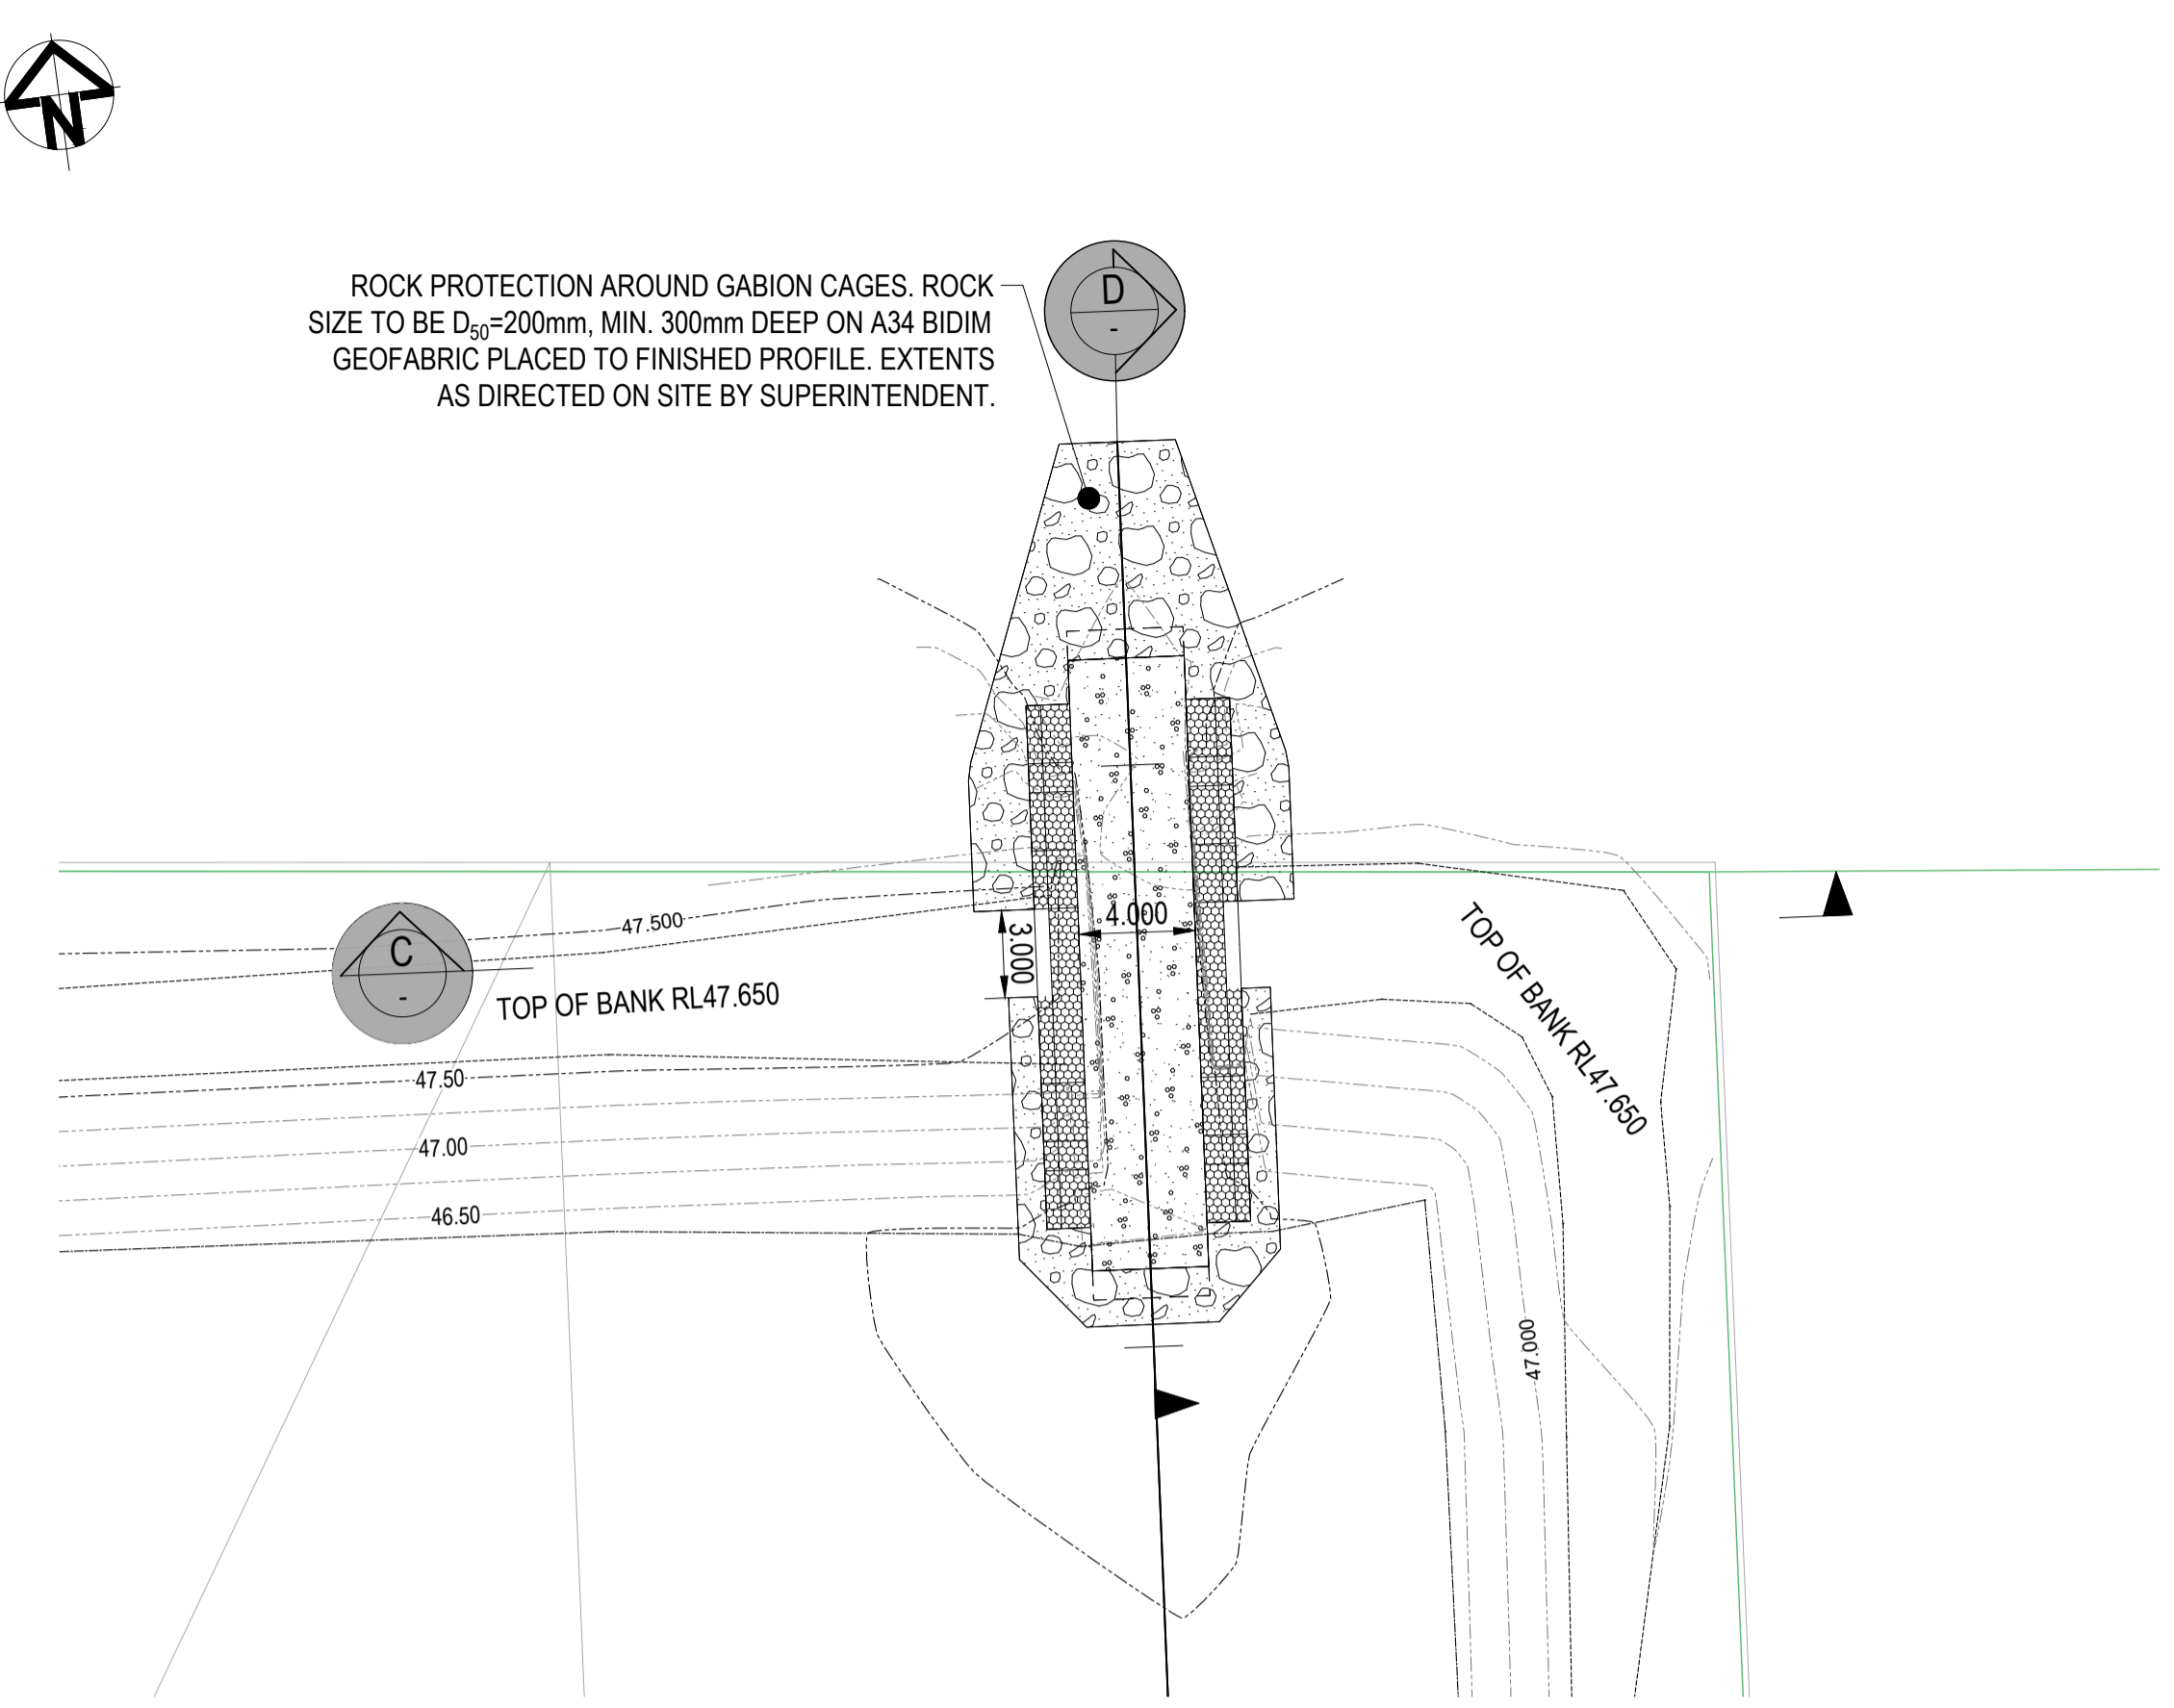 N
ROCK PROTECTION AROUND GABION CAGES. ROCK
SIZE TO BE D50=200mm, MIN. 300mm DEEP ON A34 BIDIM
GEOFABRIC PLACED TO FINISHED PROFILE. EXTENTS
AS DIRECTED ON SITE BY SUPERINTENDENT.
D
-
47.500
C
-
TOP OF BANK RL47.650
3.000
4.000
TOP OF BANK RL47.650
47.50
47.00
46.50
47.000